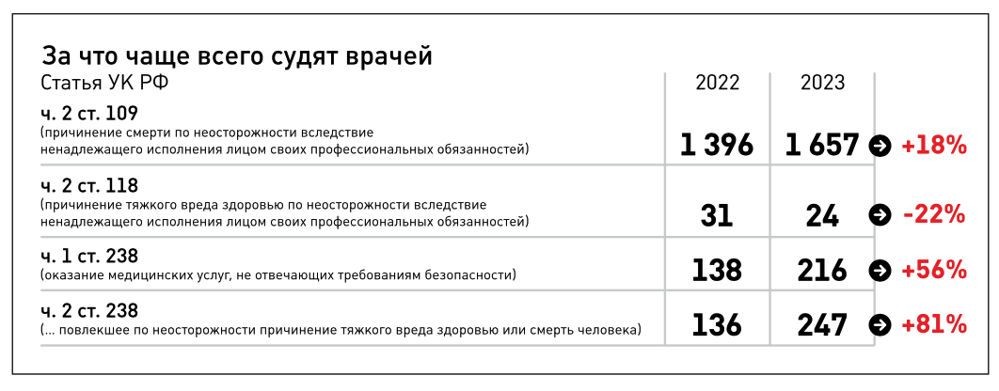 За что чаще всего судят врачей
Статья УК РФ 2022 2023
ч. 2 ст. 109
(причинение смерти по неосторожности вследствие
ненадлежащего исполнения лицом своих профессиональных обязанностей) 1 396 1 657 +18%
ч. 2 ст. 118
(причинение тяжкого вреда здоровью по неосторожности вследствие
ненадлежащего исполнения лицом своих профессиональных обязанностей) 31 24 -22%
ч. 1 ст. 238
(оказание медицинских услуг, не отвечающих требованиям безопасности) 138 216 +56%
ч. 2 ст. 238
(... повлекшее по неосторожности причинение тяжкого вреда здоровью или смерть человека) 136 247 +81%